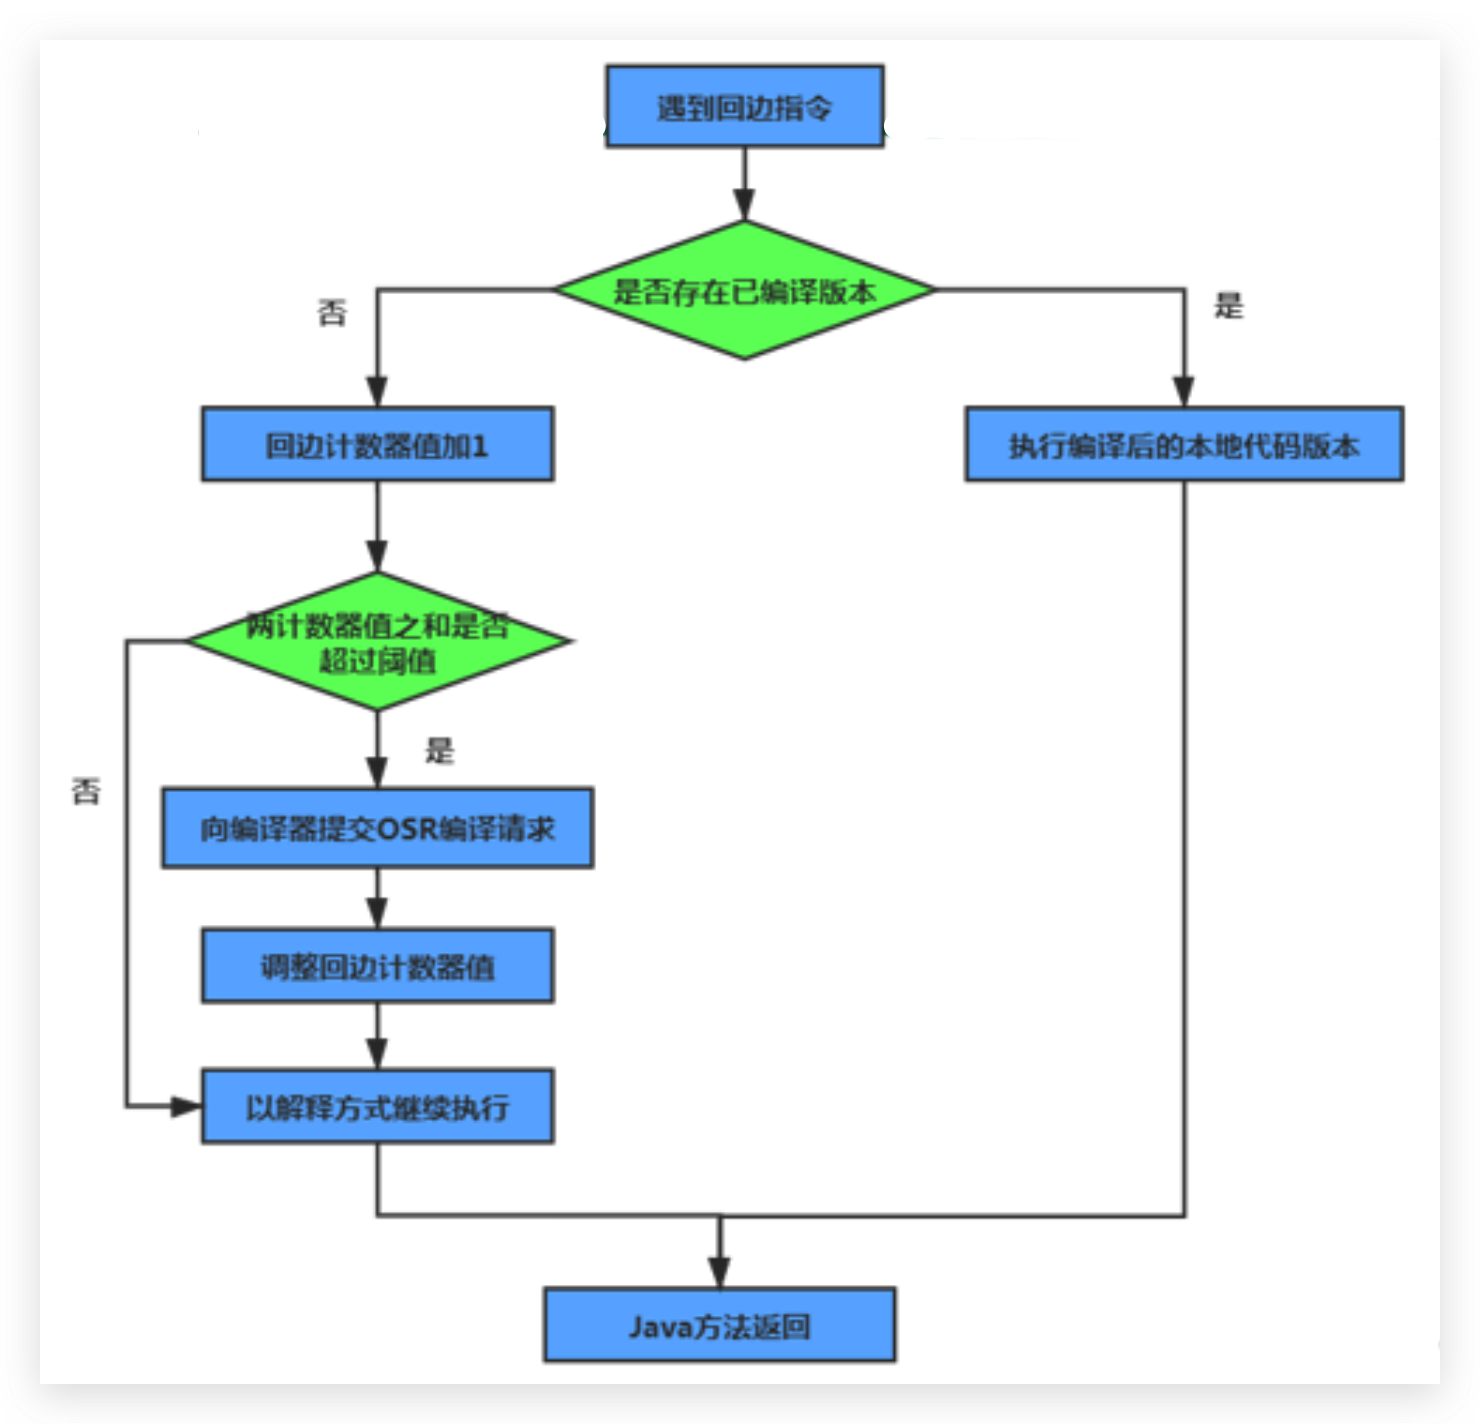 遇到回边指令
是否存在已编译版本
否
是
回边计数器值加1
执行编译后的本地代码版本
两计数器值之和是否
超过阈值
是
否
向编译器提交OSR编译请求
调整回边计数器值
以解释方式继续执行
Java方法返回